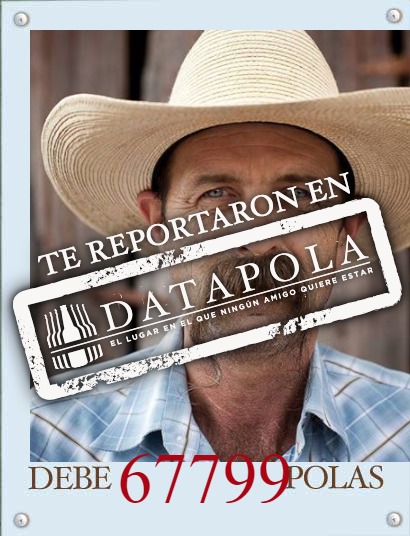 TE REPORTARON EN
DATAPOLA
EL LUGAR EN EL QUE NINGÚN AMIGO QUIERE ESTAR
DEBE 67799 POLAS